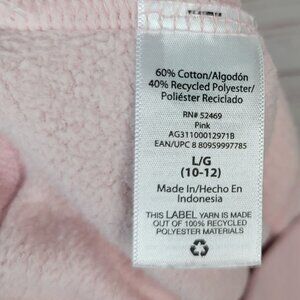 60% Cotton/Algodón
40% Recycled Polyester/
Poliéster Reciclado
RN# 52469
Pink
AG31100012971B
EAN/UPC 8 80959997785
L/G
(10-12)
Made In/Hecho En
Indonesia
THIS LABEL YARN IS MADE
OUT OF 100% RECYCLED
POLYESTER MATERIALS